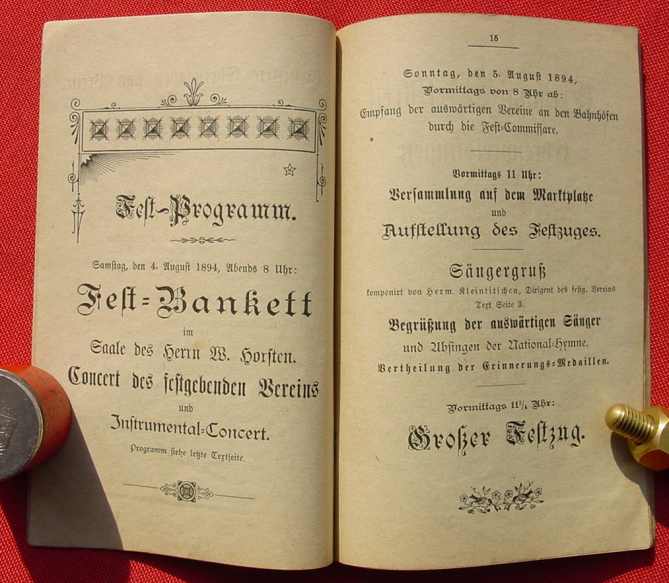 Fest-Programm.
Samstag, den 4. August 1894, Abends 8 Uhr:
Fest-Bankett
im
Saale des Herrn W. Horsten.
Concert des festgebenden Vereins
und
Instrumental-Concert.
Programm siehe letzte Textseite.
15
Sonntag, den 5. August 1894,
Vormittags von 8 Uhr ab:
Empfang der auswärtigen Vereine an den Bahnhöfen
durch die Fest-Commissare.
Vormittags 11 Uhr:
Versammlung auf dem Marktplatze
und
Aufstellung des Festzuges.
Sängergruß
komponirt von Herm. Kleintitschen, Dirigent des festg. Vereins
Text Seite 3.
Begrüßung der auswärtigen Sänger
und Absingen der National-Hymne.
Vertheilung der Erinnerungs-Medaillen.
Vormittags 11½ Uhr:
Großer Festzug.